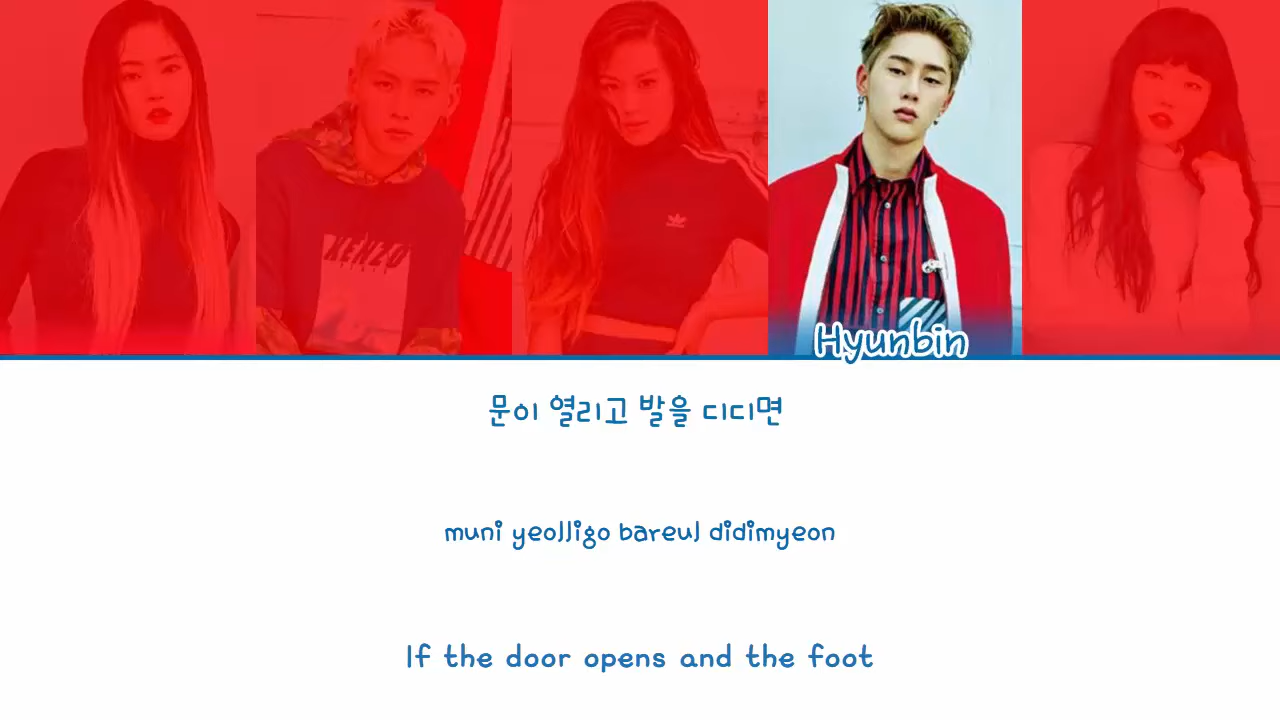 KENZO
Hyunbin
문이 열리고 발을 디디면
muni yeolligo bareul didimyeon
If the door opens and the foot